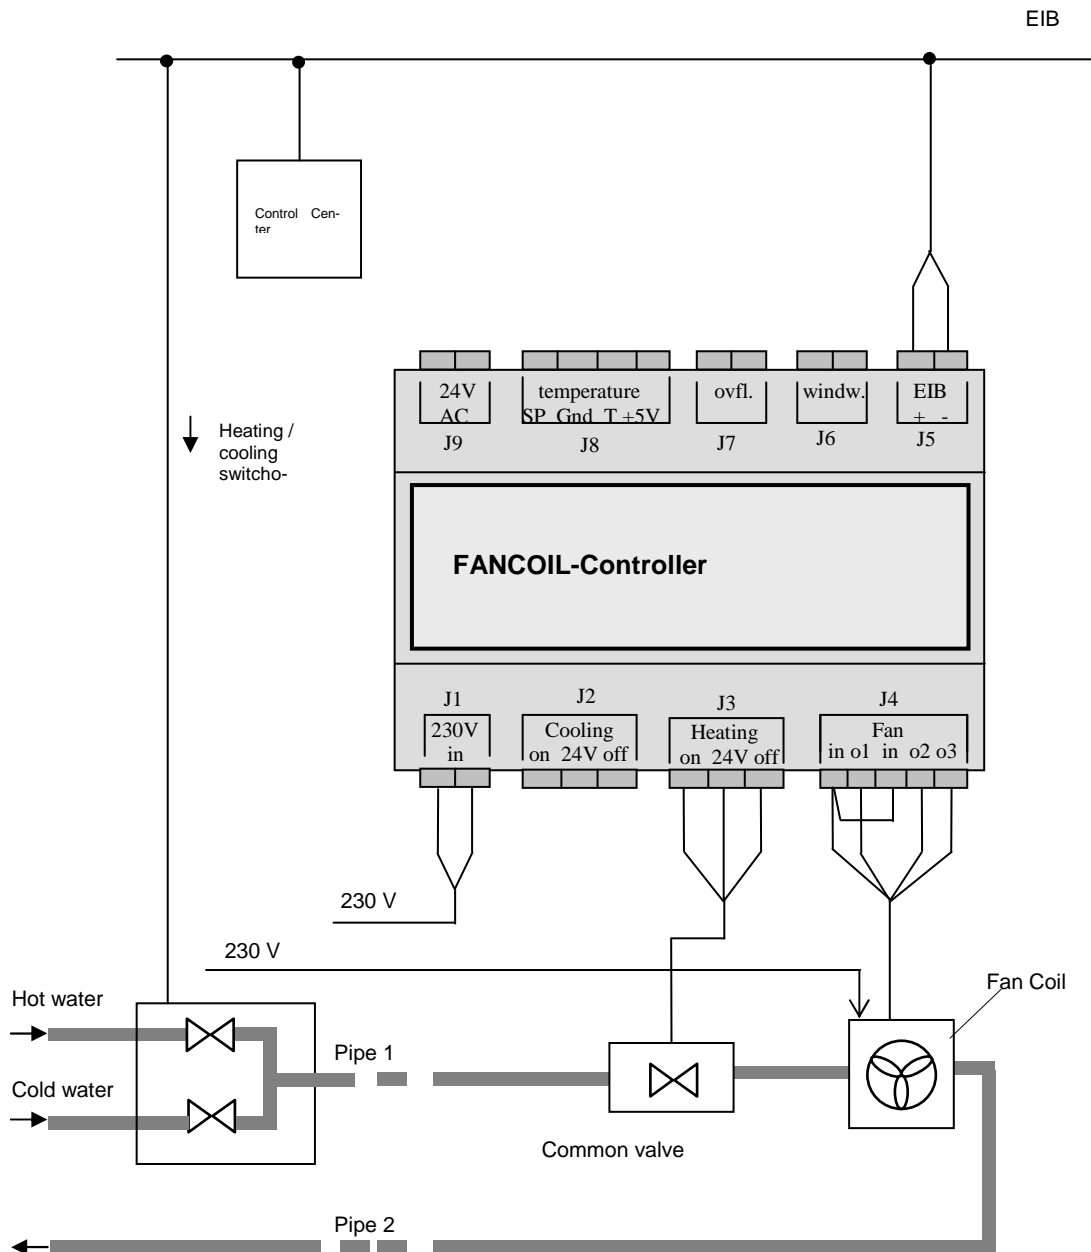 EIB
Control Cen-
ter
24V
AC
J9
temperature
SP Gnd T +5V
J8
ovfl.
J7
windw.
J6
EIB
+ -
J5
Heating /
cooling
switcho-
FANCOIL-Controller
J1
230V
in
J2
Cooling
on 24V off
J3
Heating
on 24V off
J4
Fan
in o1 in o2 o3
230 V
230 V
Fan Coil
Hot water
Pipe 1
Cold water
Common valve
Pipe 2